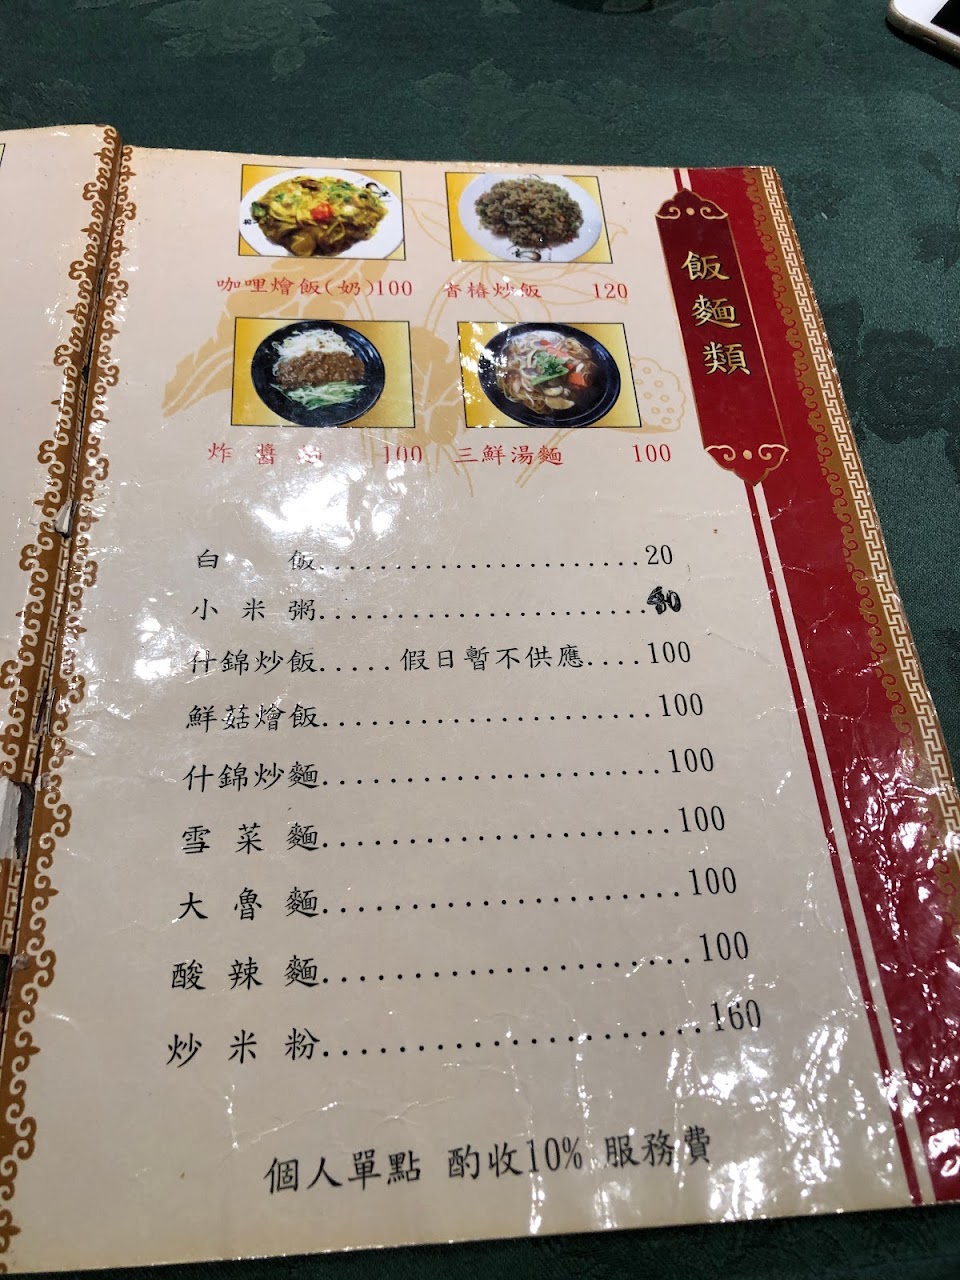 飯麵類
咖哩燴飯(奶)100 香椿炒飯 120
炸醬 100 三鮮湯麵 100
白飯......................20
小米粥......................
什錦炒飯.....假日暫不供應....100
鮮菇燴飯......................100
什錦炒麵......................100
雪菜麵.......................100
大魯麵.......................100
酸辣麵.......................100
炒米粉.......................160
個人單點 酌收10% 服務費